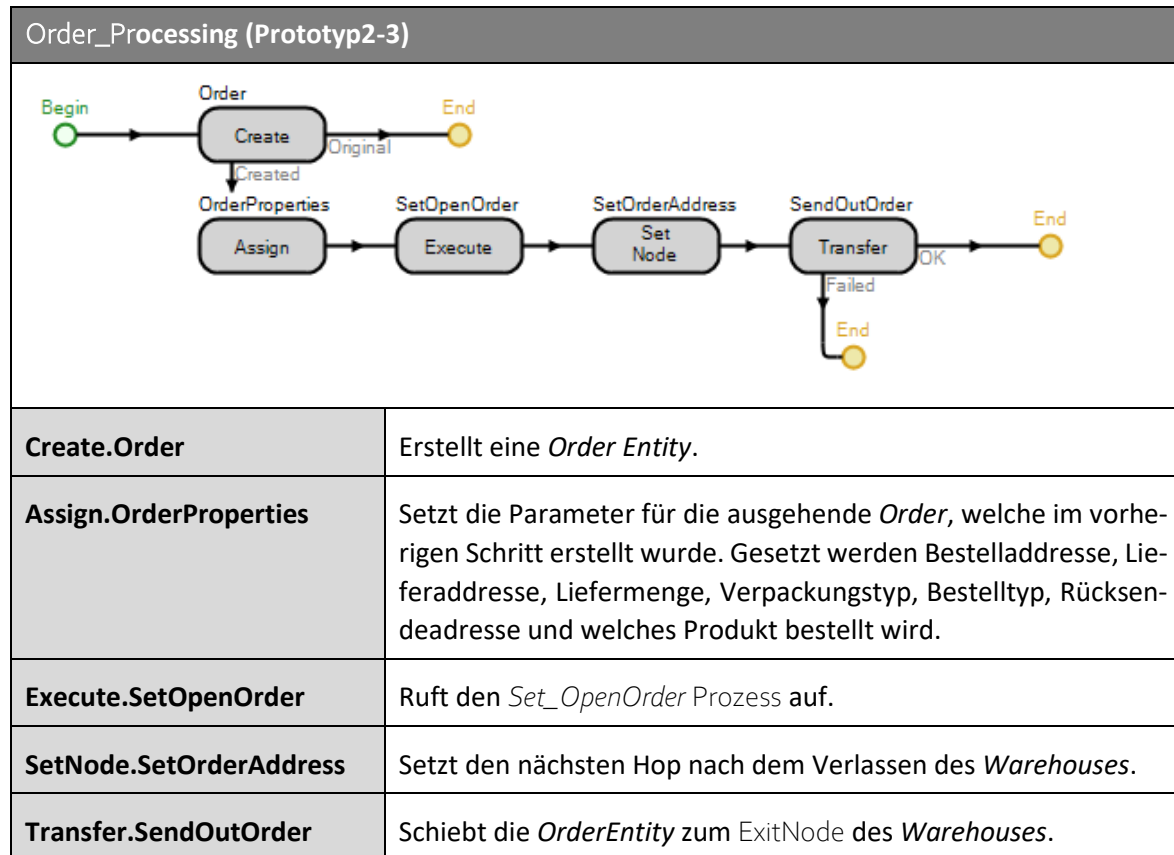 Order_Processing (Prototyp2-3)
Begin
Order
End
Create
Original
Created
OrderProperties
SetOpenOrder
SetOrderAddress
SendOutOrder
End
Assign
Execute
Set
Node
Transfer
OK
Failed
End
Create.Order
Erstellt eine Order Entity.
Assign.OrderProperties
Setzt die Parameter für die ausgehende Order, welche im vorhe-
rigen Schritt erstellt wurde. Gesetzt werden Bestelladdresse, Lie-
feraddresse, Liefermenge, Verpackungstyp, Bestelltyp, Rücksen-
deadresse und welches Produkt bestellt wird.
Execute.SetOpenOrder
Ruft den Set_OpenOrder Prozess auf.
SetNode.SetOrderAddress
Setzt den nächsten Hop nach dem Verlassen des Warehouses.
Transfer.SendOutOrder
Schiebt die OrderEntity zum ExitNode des Warehouses.